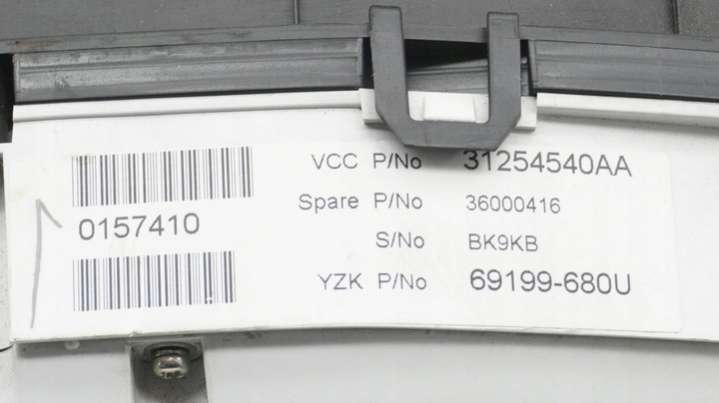 VCC P/No 31254540AA
Spare P/No 36000416
0157410
S/No BK9KB
YZK P/No 69199-680U